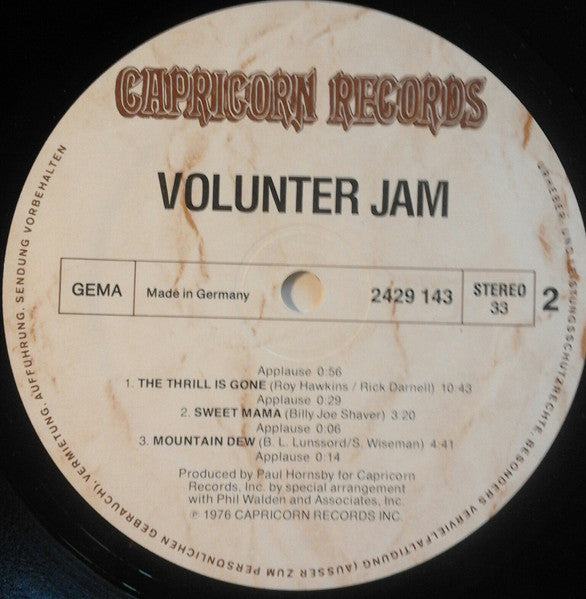 CAPRICORN RECORDS
VOLUNTER JAM
GEMA
Made in Germany
2429 143
STEREO
33
2
Applause 0:56
1. THE THRILL IS GONE (Roy Hawkins / Rick Darnell) 10:43
Applause 0:29
2. SWEET MAMA (Billy Joe Shaver) 3:20
Applause 0:06
3. MOUNTAIN DEW (B. L. Lunssord/S. Wiseman) 4:41
Applause 0:14
Produced by Paul Hornsby for Capricorn
Records, Inc. by special arrangement
with Phil Walden and Associates, Inc.
℗ 1976 CAPRICORN RECORDS INC.
URHEBER- UND LEISTUNGSSCHUTZRECHTE, BESONDERS VERVIELFÄLTIGUNG (AUSSER ZUM PERSÖNLICHEN GEBRAUCH), VERMIETUNG, AUFFÜHRUNG, SENDUNG VORBEHALTEN